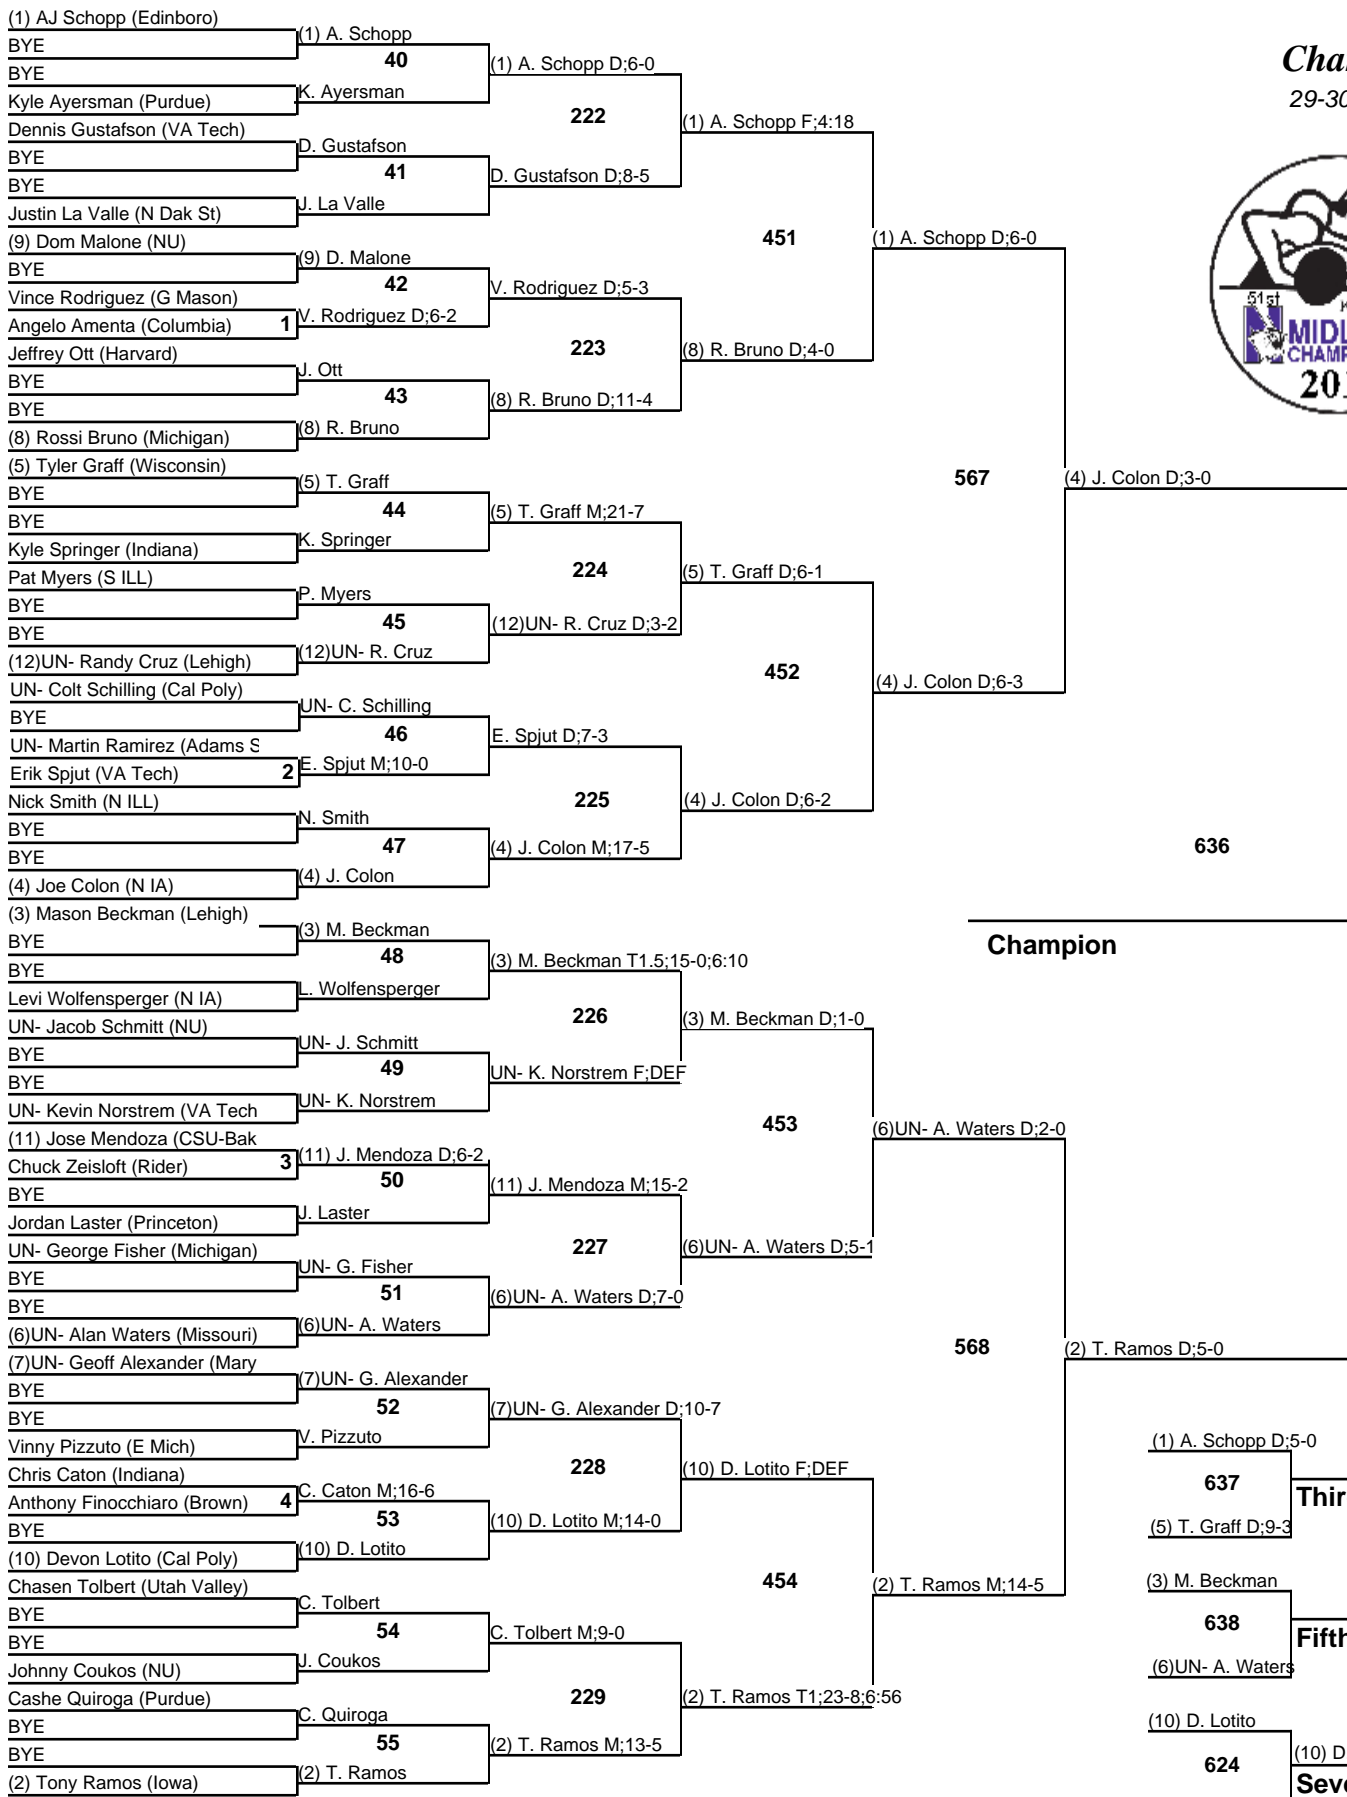 (1) AJ Schopp (Edinboro)
BYE
BYE
Kyle Ayersman (Purdue)
Dennis Gustafson (VA Tech)
BYE
BYE
Justin La Valle (N Dak St)
(9) Dom Malone (NU)
BYE
Vince Rodriguez (G Mason)
Angelo Amenta (Columbia) 1
Jeffrey Ott (Harvard)
BYE
BYE
(8) Rossi Bruno (Michigan)
(5) Tyler Graff (Wisconsin)
BYE
BYE
Kyle Springer (Indiana)
Pat Myers (S ILL)
BYE
BYE
(12)UN- Randy Cruz (Lehigh)
UN- Colt Schilling (Cal Poly)
BYE
UN- Martin Ramirez (Adams S
Erik Spjut (VA Tech) 2
Nick Smith (N ILL)
BYE
BYE
(4) Joe Colon (N IA)
(3) Mason Beckman (Lehigh)
BYE
BYE
Levi Wolfensperger (N IA)
UN- Jacob Schmitt (NU)
BYE
BYE
UN- Kevin Norstrem (VA Tech
(11) Jose Mendoza (CSU-Bak
Chuck Zeisloft (Rider) 3
BYE
Jordan Laster (Princeton)
UN- George Fisher (Michigan)
BYE
BYE
(6)UN- Alan Waters (Missouri)
(7)UN- Geoff Alexander (Mary
BYE
BYE
Vinny Pizzuto (E Mich)
Chris Caton (Indiana)
Anthony Finocchiaro (Brown) 4
BYE
(10) Devon Lotito (Cal Poly)
Chasen Tolbert (Utah Valley)
BYE
BYE
Johnny Coukos (NU)
Cashe Quiroga (Purdue)
BYE
BYE
(2) Tony Ramos (Iowa)
(1) A. Schopp
40
K. Ayersman
D. Gustafson
41
J. La Valle
(9) D. Malone
42
V. Rodriguez D;6-2
J. Ott
43
(8) R. Bruno
(5) T. Graff
44
K. Springer
P. Myers
45
(12)UN- R. Cruz
UN- C. Schilling
46
E. Spjut M;10-0
N. Smith
47
(4) J. Colon
(3) M. Beckman
48
L. Wolfensperger
UN- J. Schmitt
49
UN- K. Norstrem
(11) J. Mendoza D;6-2
50
J. Laster
UN- G. Fisher
51
(6)UN- A. Waters
(7)UN- G. Alexander
52
V. Pizzuto
C. Caton M;16-6
53
(10) D. Lotito
C. Tolbert
54
J. Coukos
C. Quiroga
55
(2) T. Ramos
(1) A. Schopp D;6-0
222
D. Gustafson D;8-5
V. Rodriguez D;5-3
223
(8) R. Bruno D;11-4
(5) T. Graff M;21-7
224
(12)UN- R. Cruz D;3-2
E. Spjut D;7-3
225
(4) J. Colon M;17-5
(3) M. Beckman T1.5;15-0;6:10
226
UN- K. Norstrem F;DEF
(11) J. Mendoza M;15-2
227
(6)UN- A. Waters D;7-0
(7)UN- G. Alexander D;10-7
228
(10) D. Lotito M;14-0
C. Tolbert M;9-0
229
(2) T. Ramos M;13-5
(1) A. Schopp F;4:18
451
(8) R. Bruno D;4-0
(5) T. Graff D;6-1
452
(4) J. Colon D;6-2
(3) M. Beckman D;1-0
453
(6)UN- A. Waters D;5-1
(10) D. Lotito F;DEF
454
(2) T. Ramos T1;23-8;6:56
(1) A. Schopp D;6-0
567
(4) J. Colon D;6-3
(6)UN- A. Waters D;2-0
568
(2) T. Ramos M;14-5
(4) J. Colon D;3-0
636
(2) T. Ramos D;5-0
Champion
Cha
29-30
51st
N
MIDL
CHAMP
201
(1) A. Schopp D;5-0
637
Thir
(5) T. Graff D;9-3
(3) M. Beckman
638
Fifth
(6)UN- A. Waters
(10) D. Lotito
624
(10) D
Seve